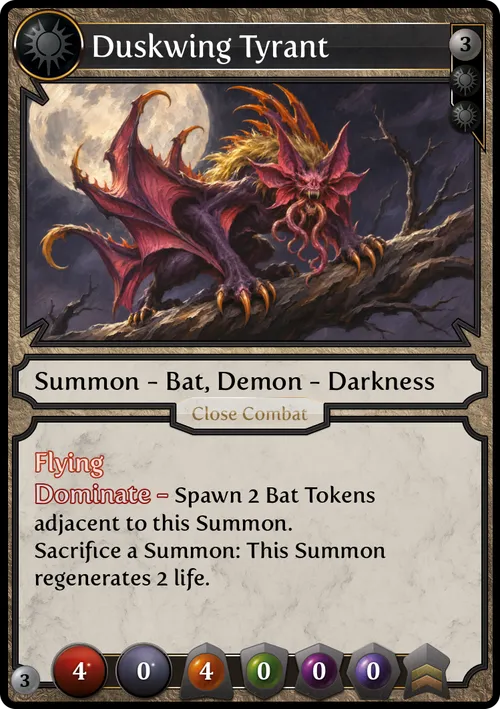 Duskwing Tyrant
3
Summon – Bat, Demon – Darkness
Close Combat
Flying
Dominate – Spawn 2 Bat Tokens
adjacent to this Summon.
Sacrifice a Summon: This Summon
regenerates 2 life.
3 4* 0* 4 0 0 0